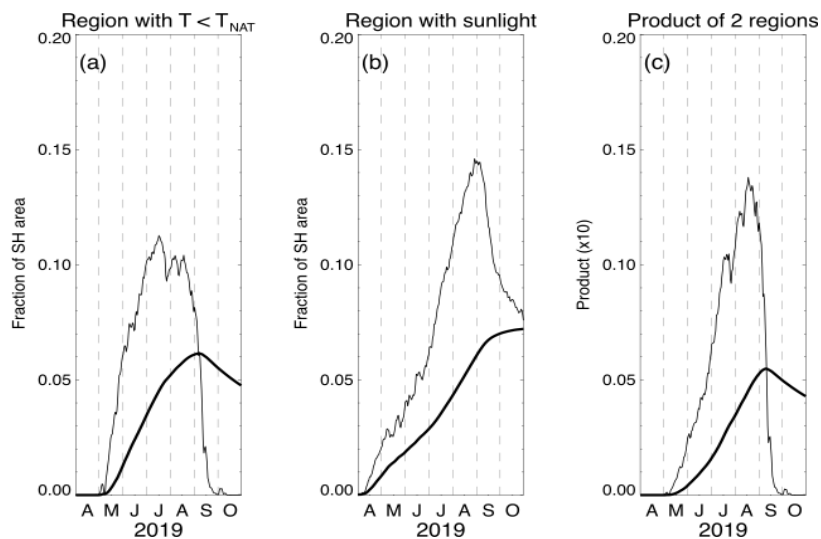 Region with T < T_NAT
Region with sunlight
Product of 2 regions
(a)
0.20
0.15
0.10
0.05
0.00
Fraction of SH area
A M J J A S O
2019
(b)
0.20
0.15
0.10
0.05
0.00
Fraction of SH area
A M J J A S O
2019
(c)
0.20
0.15
0.10
0.05
0.00
Product (x10)
A M J J A S O
2019